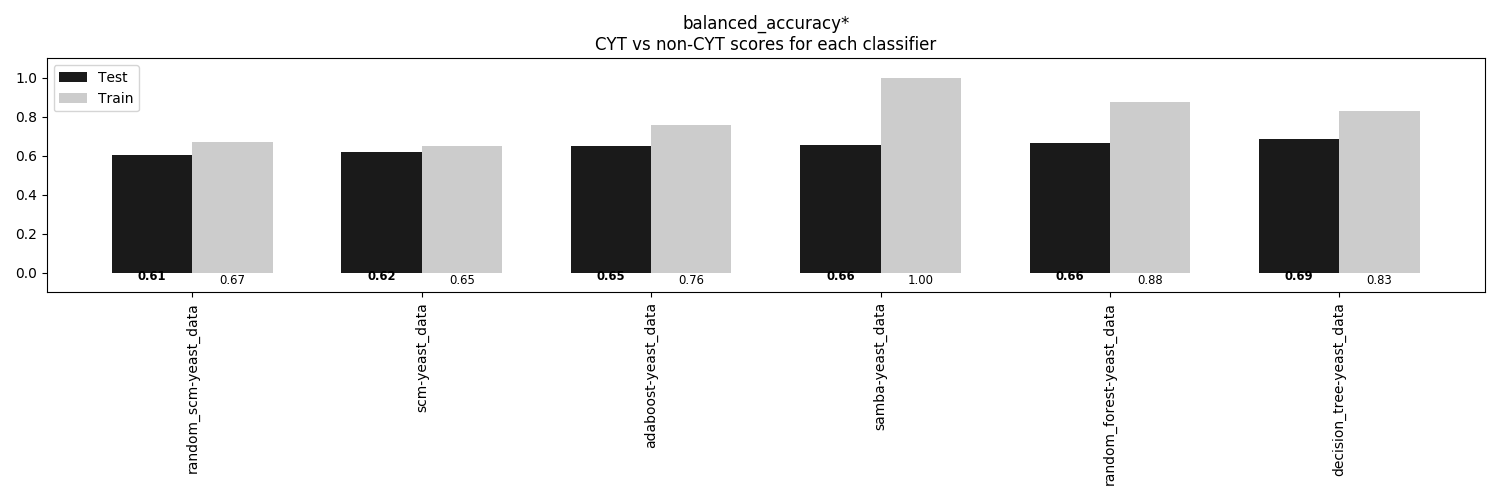 balanced_accuracy*
CYT vs non-CYT scores for each classifier
Test
Train
1.0
0.8
0.6
0.4
0.2
0.0
0.61 0.67 0.62 0.65 0.65 0.76 0.66 1.00 0.66 0.88 0.69 0.83
random_scm-yeast_data
scm-yeast_data
adaboost-yeast_data
samba-yeast_data
random_forest-yeast_data
decision_tree-yeast_data